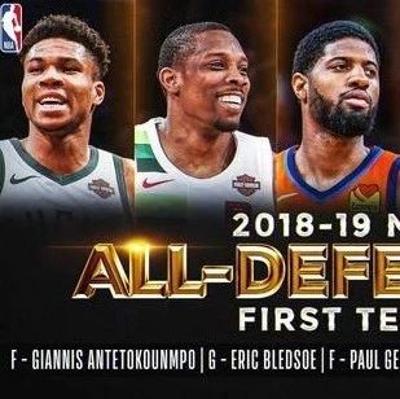 NBA
2018-19 N
ALL-DEFE
FIRST TE
F - GIANNIS ANTETOKOUNMPO | G - ERIC BLEDSOE | F - PAUL GE